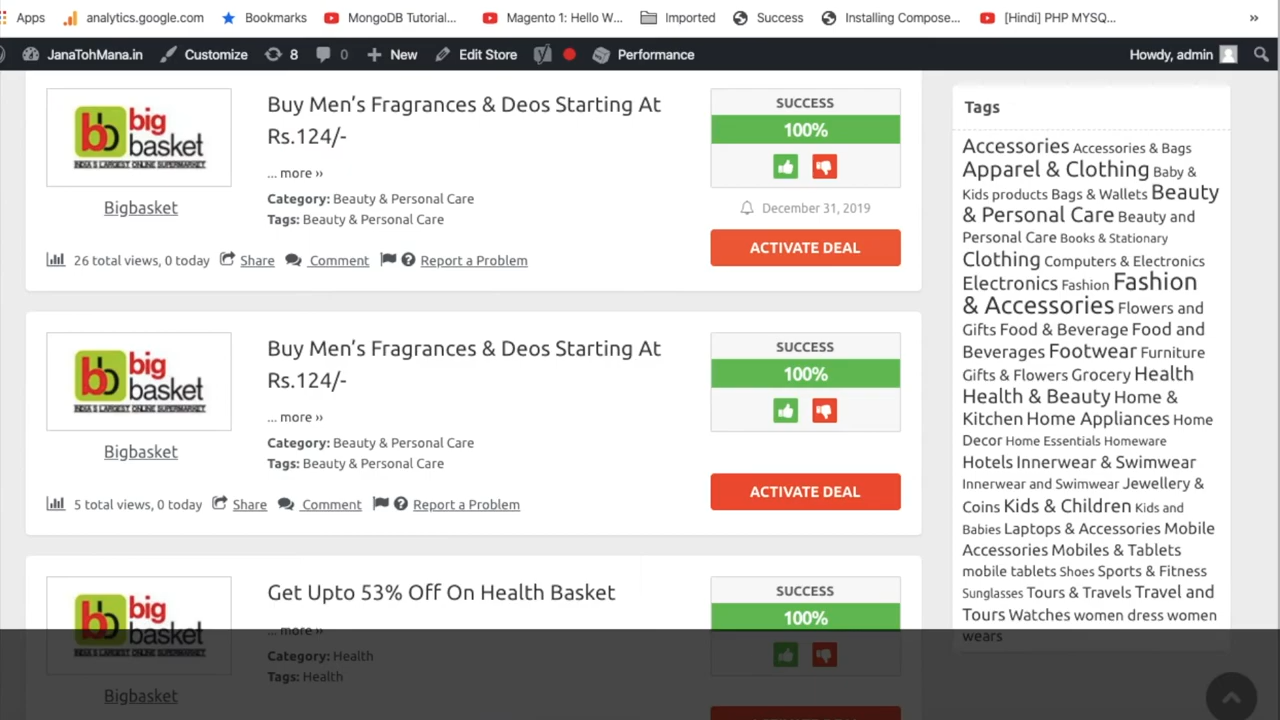 Apps analytics.google.com Bookmarks MongoDB Tutorial... Magento 1: Hello W... Imported Success Installing Compose... [Hindi] PHP MYSQ... »
JanaTohMana.in Customize 8 0 New Edit Store Performance Howdy, admin
bb big basket
INDIA'S LARGEST ONLINE SUPERMARKET
Bigbasket
Buy Men's Fragrances & Deos Starting At
Rs.124/-
... more ››
Category: Beauty & Personal Care
Tags: Beauty & Personal Care
SUCCESS
100%
December 31, 2019
ACTIVATE DEAL
26 total views, 0 today Share Comment Report a Problem
bb big basket
INDIA'S LARGEST ONLINE SUPERMARKET
Bigbasket
Buy Men's Fragrances & Deos Starting At
Rs.124/-
... more ››
Category: Beauty & Personal Care
Tags: Beauty & Personal Care
SUCCESS
100%
ACTIVATE DEAL
5 total views, 0 today Share Comment Report a Problem
bb big basket
INDIA'S LARGEST ONLINE SUPERMARKET
Bigbasket
Get Upto 53% Off On Health Basket
... more ››
Category: Health
Tags: Health
SUCCESS
100%
Tags
Accessories Accessories & Bags
Apparel & Clothing Baby &
Kids products Bags & Wallets Beauty
& Personal Care Beauty and
Personal Care Books & Stationary
Clothing Computers & Electronics
Electronics Fashion Fashion
& Accessories Flowers and
Gifts Food & Beverage Food and
Beverages Footwear Furniture
Gifts & Flowers Grocery Health
Health & Beauty Home &
Kitchen Home Appliances Home
Decor Home Essentials Homeware
Hotels Innerwear & Swimwear
Innerwear and Swimwear Jewellery &
Coins Kids & Children Kids and
Babies Laptops & Accessories Mobile
Accessories Mobiles & Tablets
mobile tablets Shoes Sports & Fitness
Sunglasses Tours & Travels Travel and
Tours Watches women dress women
wears